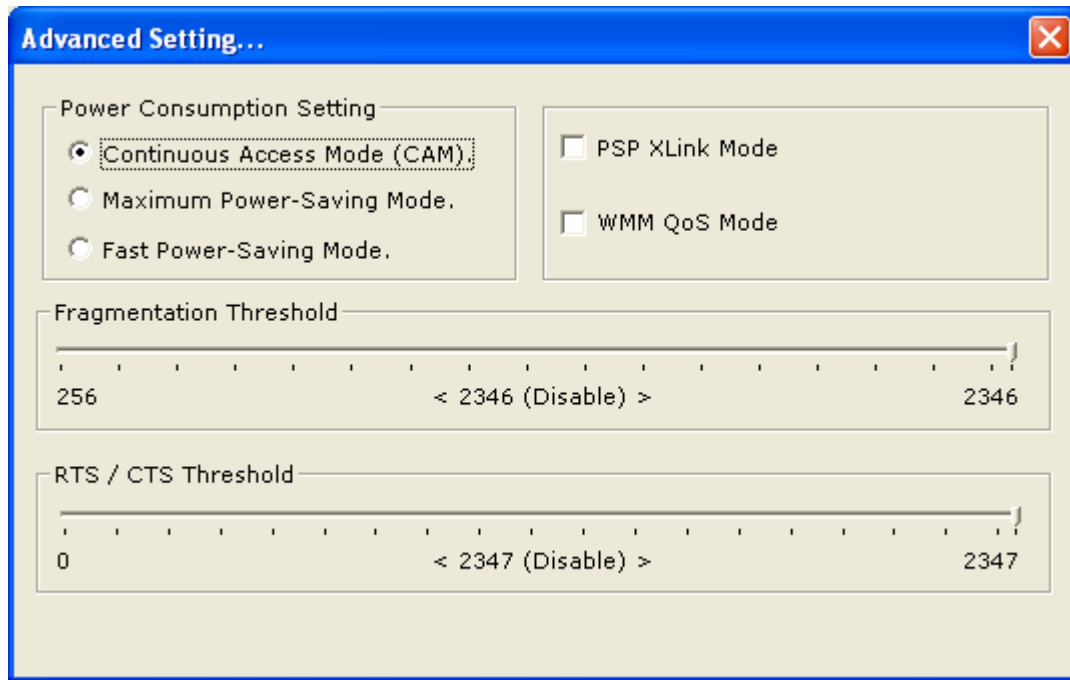 Advanced Setting...
Power Consumption Setting
Continuous Access Mode (CAM).
Maximum Power-Saving Mode.
Fast Power-Saving Mode.
PSP XLink Mode
WMM QoS Mode
Fragmentation Threshold
256 < 2346 (Disable) > 2346
RTS / CTS Threshold
0 < 2347 (Disable) > 2347